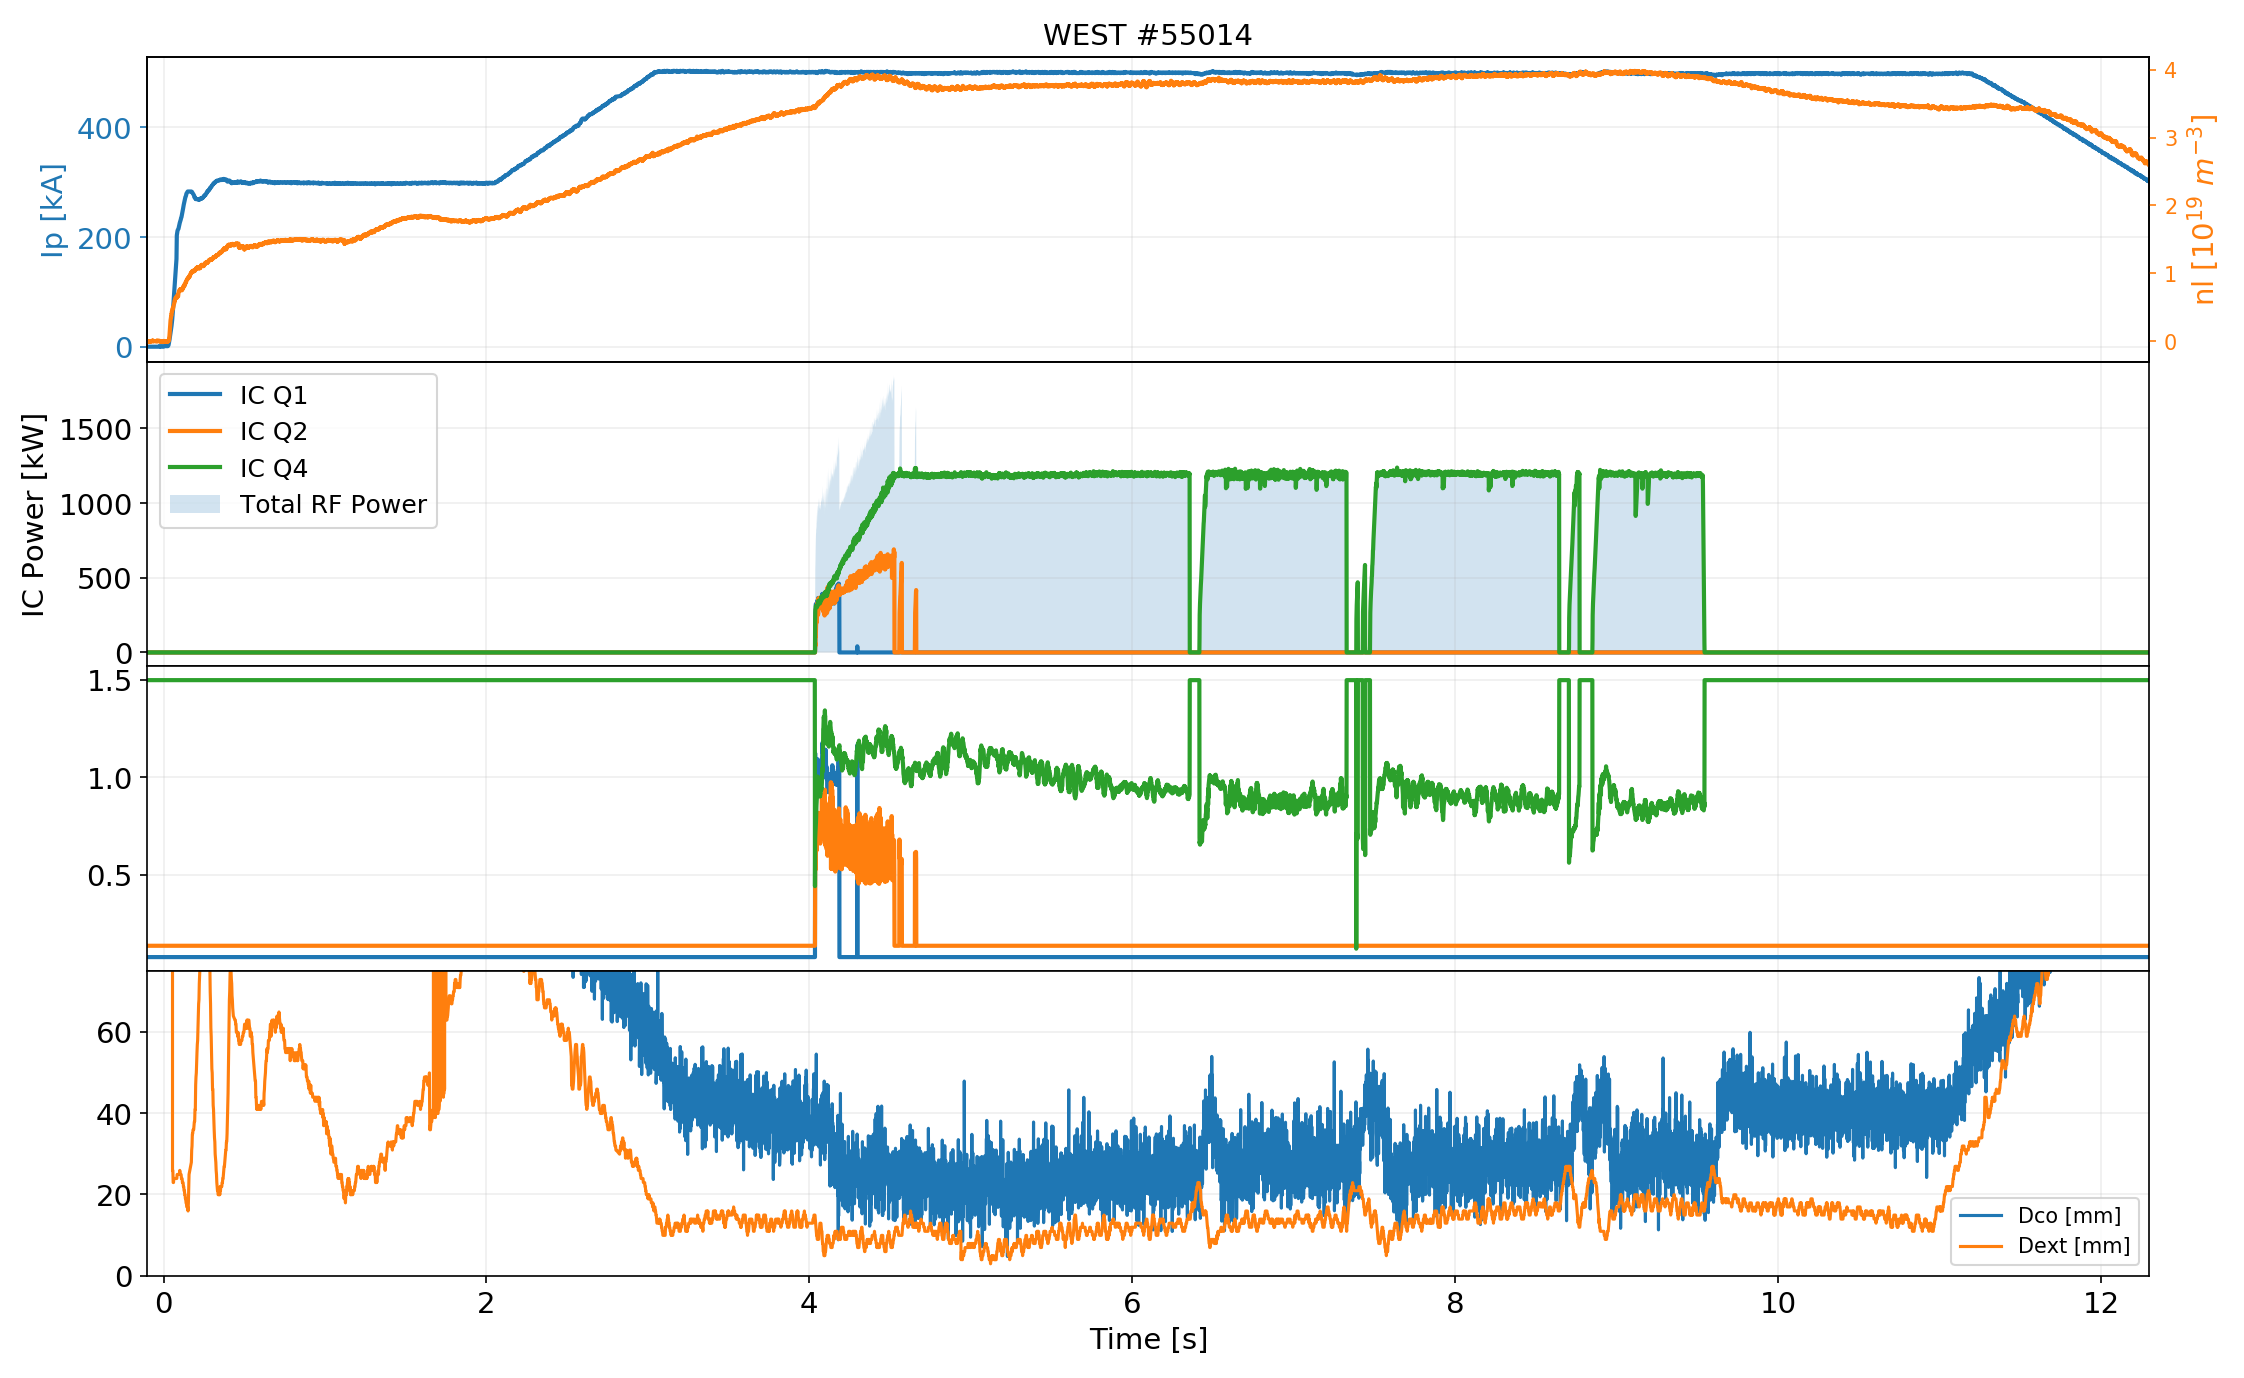 WEST #55014
Ip [kA]
400
200
0
4
3
2
1
0
nl [10¹⁹ m⁻³]
IC Power [kW]
1500
1000
500
0
IC Q1
IC Q2
IC Q4
Total RF Power
1.5
1.0
0.5
60
40
20
0
Dco [mm]
Dext [mm]
0 2 4 6 8 10 12
Time [s]